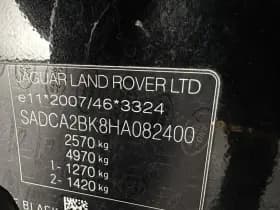 JAGUAR LAND ROVER LTD
e11*2007/46*3324
SADCA2BK8HA082400
2570 kg
4970 kg
1- 1270 kg
2- 1420 kg
BLACK